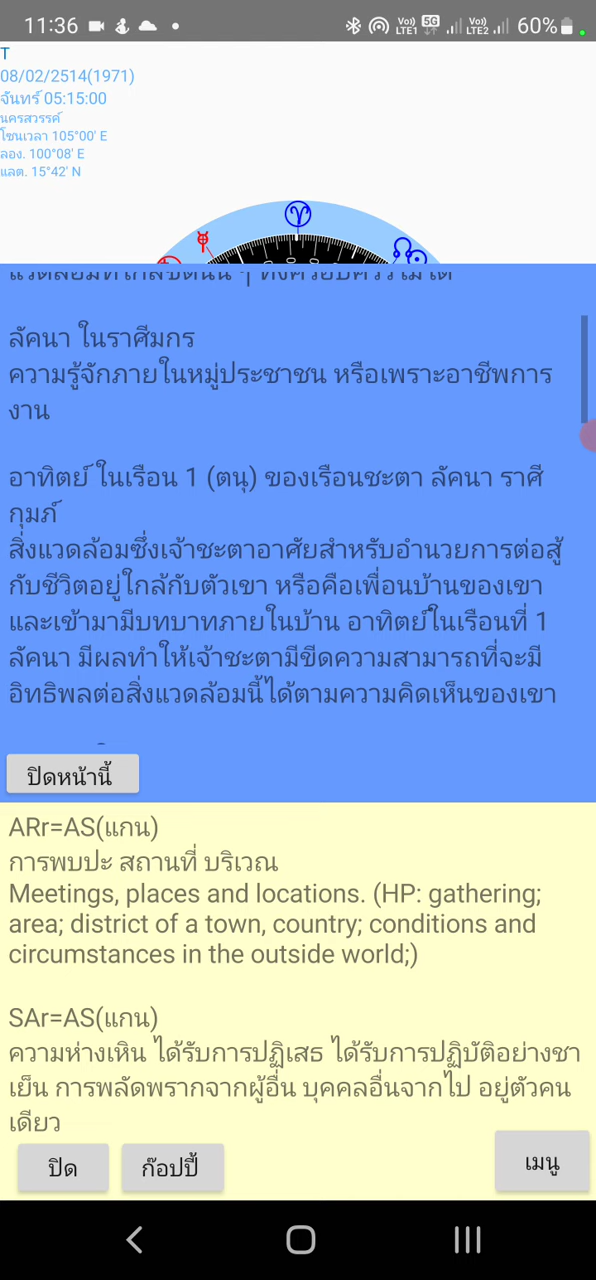 11:36
Vo)) LTE1 5G Vo)) LTE2 60%
T
08/02/2514(1971)
จันทร์ 05:15:00
นครสวรรค์
โซนเวลา 105°00' E
ลอง. 100°08' E
แลต. 15°42' N
ลัคนา ในราศีมกร
ความรู้จักภายในหมู่ประชาชน หรือเพราะอาชีพการ
งาน
อาทิตย์ ในเรือน 1 (ตนุ) ของเรือนชะตา ลัคนา ราศี
กุมภ์
สิ่งแวดล้อมซึ่งเจ้าชะตาอาศัยสำหรับอำนวยการต่อสู้
กับชีวิตอยู่ใกล้กับตัวเขา หรือคือเพื่อนบ้านของเขา
และเข้ามามีบทบาทภายในบ้าน อาทิตย์ในเรือนที่ 1
ลัคนา มีผลทำให้เจ้าชะตามีขีดความสามารถที่จะมี
อิทธิพลต่อสิ่งแวดล้อมนี้ได้ตามความคิดเห็นของเขา
ปิดหน้านี้
ARr=AS(แกน)
การพบปะ สถานที่ บริเวณ
Meetings, places and locations. (HP: gathering;
area; district of a town, country; conditions and
circumstances in the outside world;)
SAr=AS(แกน)
ความห่างเหิน ได้รับการปฏิเสธ ได้รับการปฏิบัติอย่างชา
เย็น การพลัดพรากจากผู้อื่น บุคคลอื่นจากไป อยู่ตัวคน
เดียว
ปิด
ก๊อปปี้
เมนู